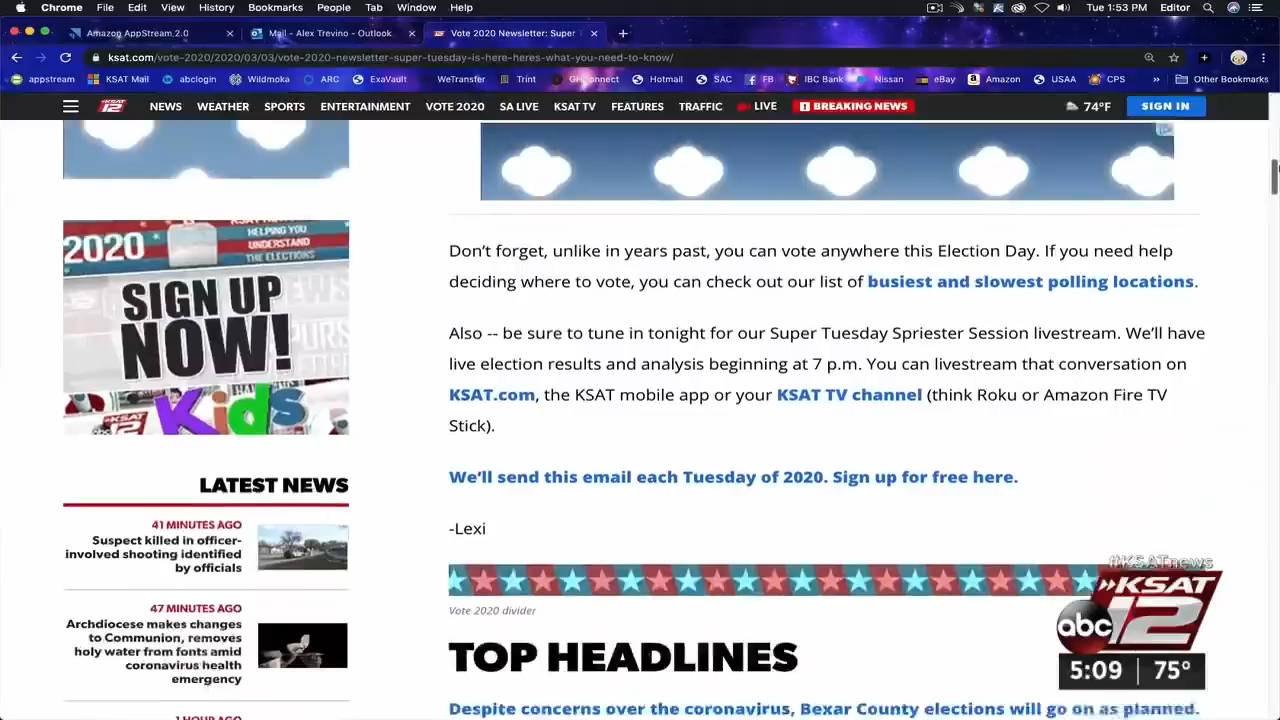 Chrome File Edit View History Bookmarks People Tab Window Help
Tue 1:53 PM Editor
Amazon AppStream 2.0
Mail - Alex Trevino - Outlook
Vote 2020 Newsletter: Super
ksat.com/vote-2020/2020/03/03/vote-2020-newsletter-super-tuesday-is-here-heres-what-you-need-to-know/
appstream KSAT Mail abclogin Wildmoka ARC ExaVault WeTransfer Trint GHConnect Hotmail SAC FB IBC Bank Nissan eBay Amazon USAA CPS » Other Bookmarks
KSAT 12 NEWS WEATHER SPORTS ENTERTAINMENT VOTE 2020 SA LIVE KSAT TV FEATURES TRAFFIC LIVE BREAKING NEWS 74°F SIGN IN
2020
HELPING YOU
UNDERSTAND
THE ELECTIONS
SIGN UP
NOW!
KSAT
12
Kids
LATEST NEWS
41 MINUTES AGO
Suspect killed in officer-
involved shooting identified
by officials
47 MINUTES AGO
Archdiocese makes changes
to Communion, removes
holy water from fonts amid
coronavirus health
emergency
1 HOUR AGO
Don't forget, unlike in years past, you can vote anywhere this Election Day. If you need help
deciding where to vote, you can check out our list of busiest and slowest polling locations.
Also -- be sure to tune in tonight for our Super Tuesday Spriester Session livestream. We'll have
live election results and analysis beginning at 7 p.m. You can livestream that conversation on
KSAT.com, the KSAT mobile app or your KSAT TV channel (think Roku or Amazon Fire TV
Stick).
We'll send this email each Tuesday of 2020. Sign up for free here.
-Lexi
Vote 2020 divider
TOP HEADLINES
Despite concerns over the coronavirus, Bexar County elections will go on as planned.
#KSATnews
»KSAT
abc 12
5:09 75°